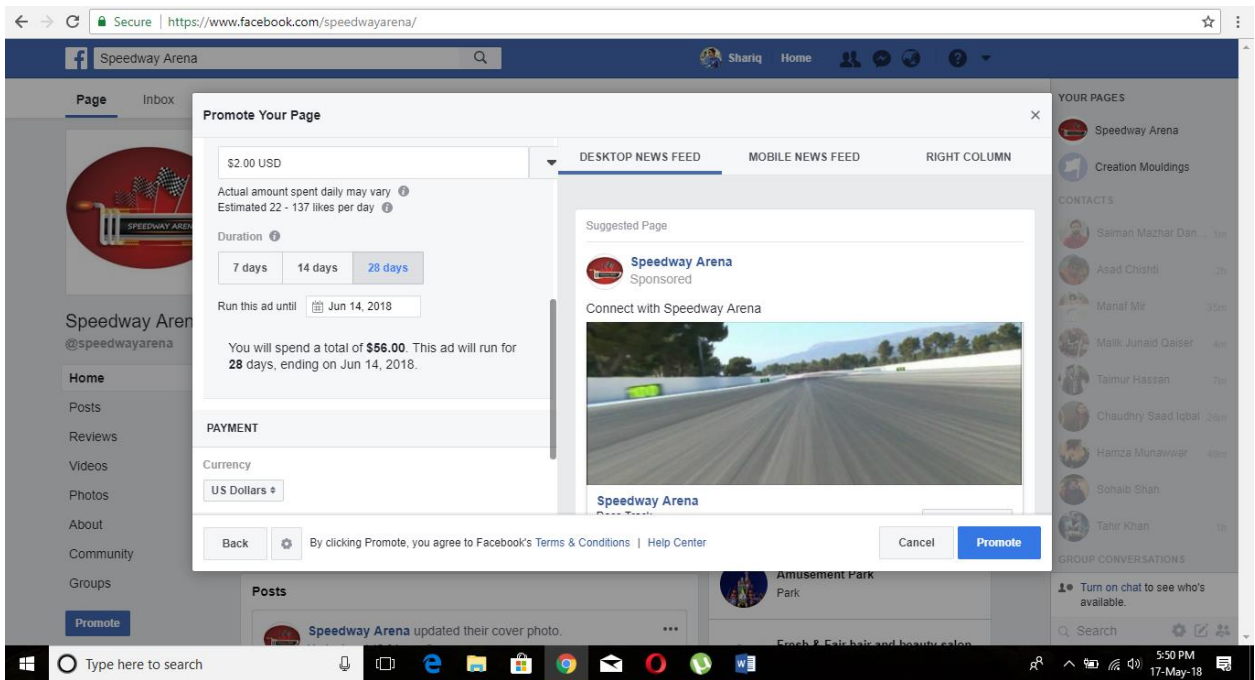 Secure | https://www.facebook.com/speedwayarena/
Speedway Arena
Shariq Home
Page Inbox
SPEEDWAY AREN
Speedway Aren
@speedwayarena
Home
Posts
Reviews
Videos
Photos
About
Community
Groups
Promote
Promote Your Page
$2.00 USD
Actual amount spent daily may vary
Estimated 22 - 137 likes per day
Duration
7 days 14 days 28 days
Run this ad until Jun 14, 2018
You will spend a total of $56.00. This ad will run for
28 days, ending on Jun 14, 2018.
PAYMENT
Currency
US Dollars
DESKTOP NEWS FEED MOBILE NEWS FEED RIGHT COLUMN
Suggested Page
Speedway Arena
Sponsored
Connect with Speedway Arena
Speedway Arena
Race Track
Back By clicking Promote, you agree to Facebook's Terms & Conditions | Help Center Cancel Promote
Posts
Speedway Arena updated their cover photo.
Amusement Park
Park
Fresh & Fair hair and beauty salon
YOUR PAGES
Speedway Arena
Creation Mouldings
CONTACTS
Salman Mazhar Dan...
Asad Chishti 2h
Manaf Mir
Malik Junaid Qaiser
Taimur Hassan
Chaudhry Saad Iqbal 26m
Hamza Munawwar
Sohaib Shah
Tahir Khan 1h
GROUP CONVERSATIONS
Turn on chat to see who's
available.
Search
Type here to search
5:50 PM
17-May-18